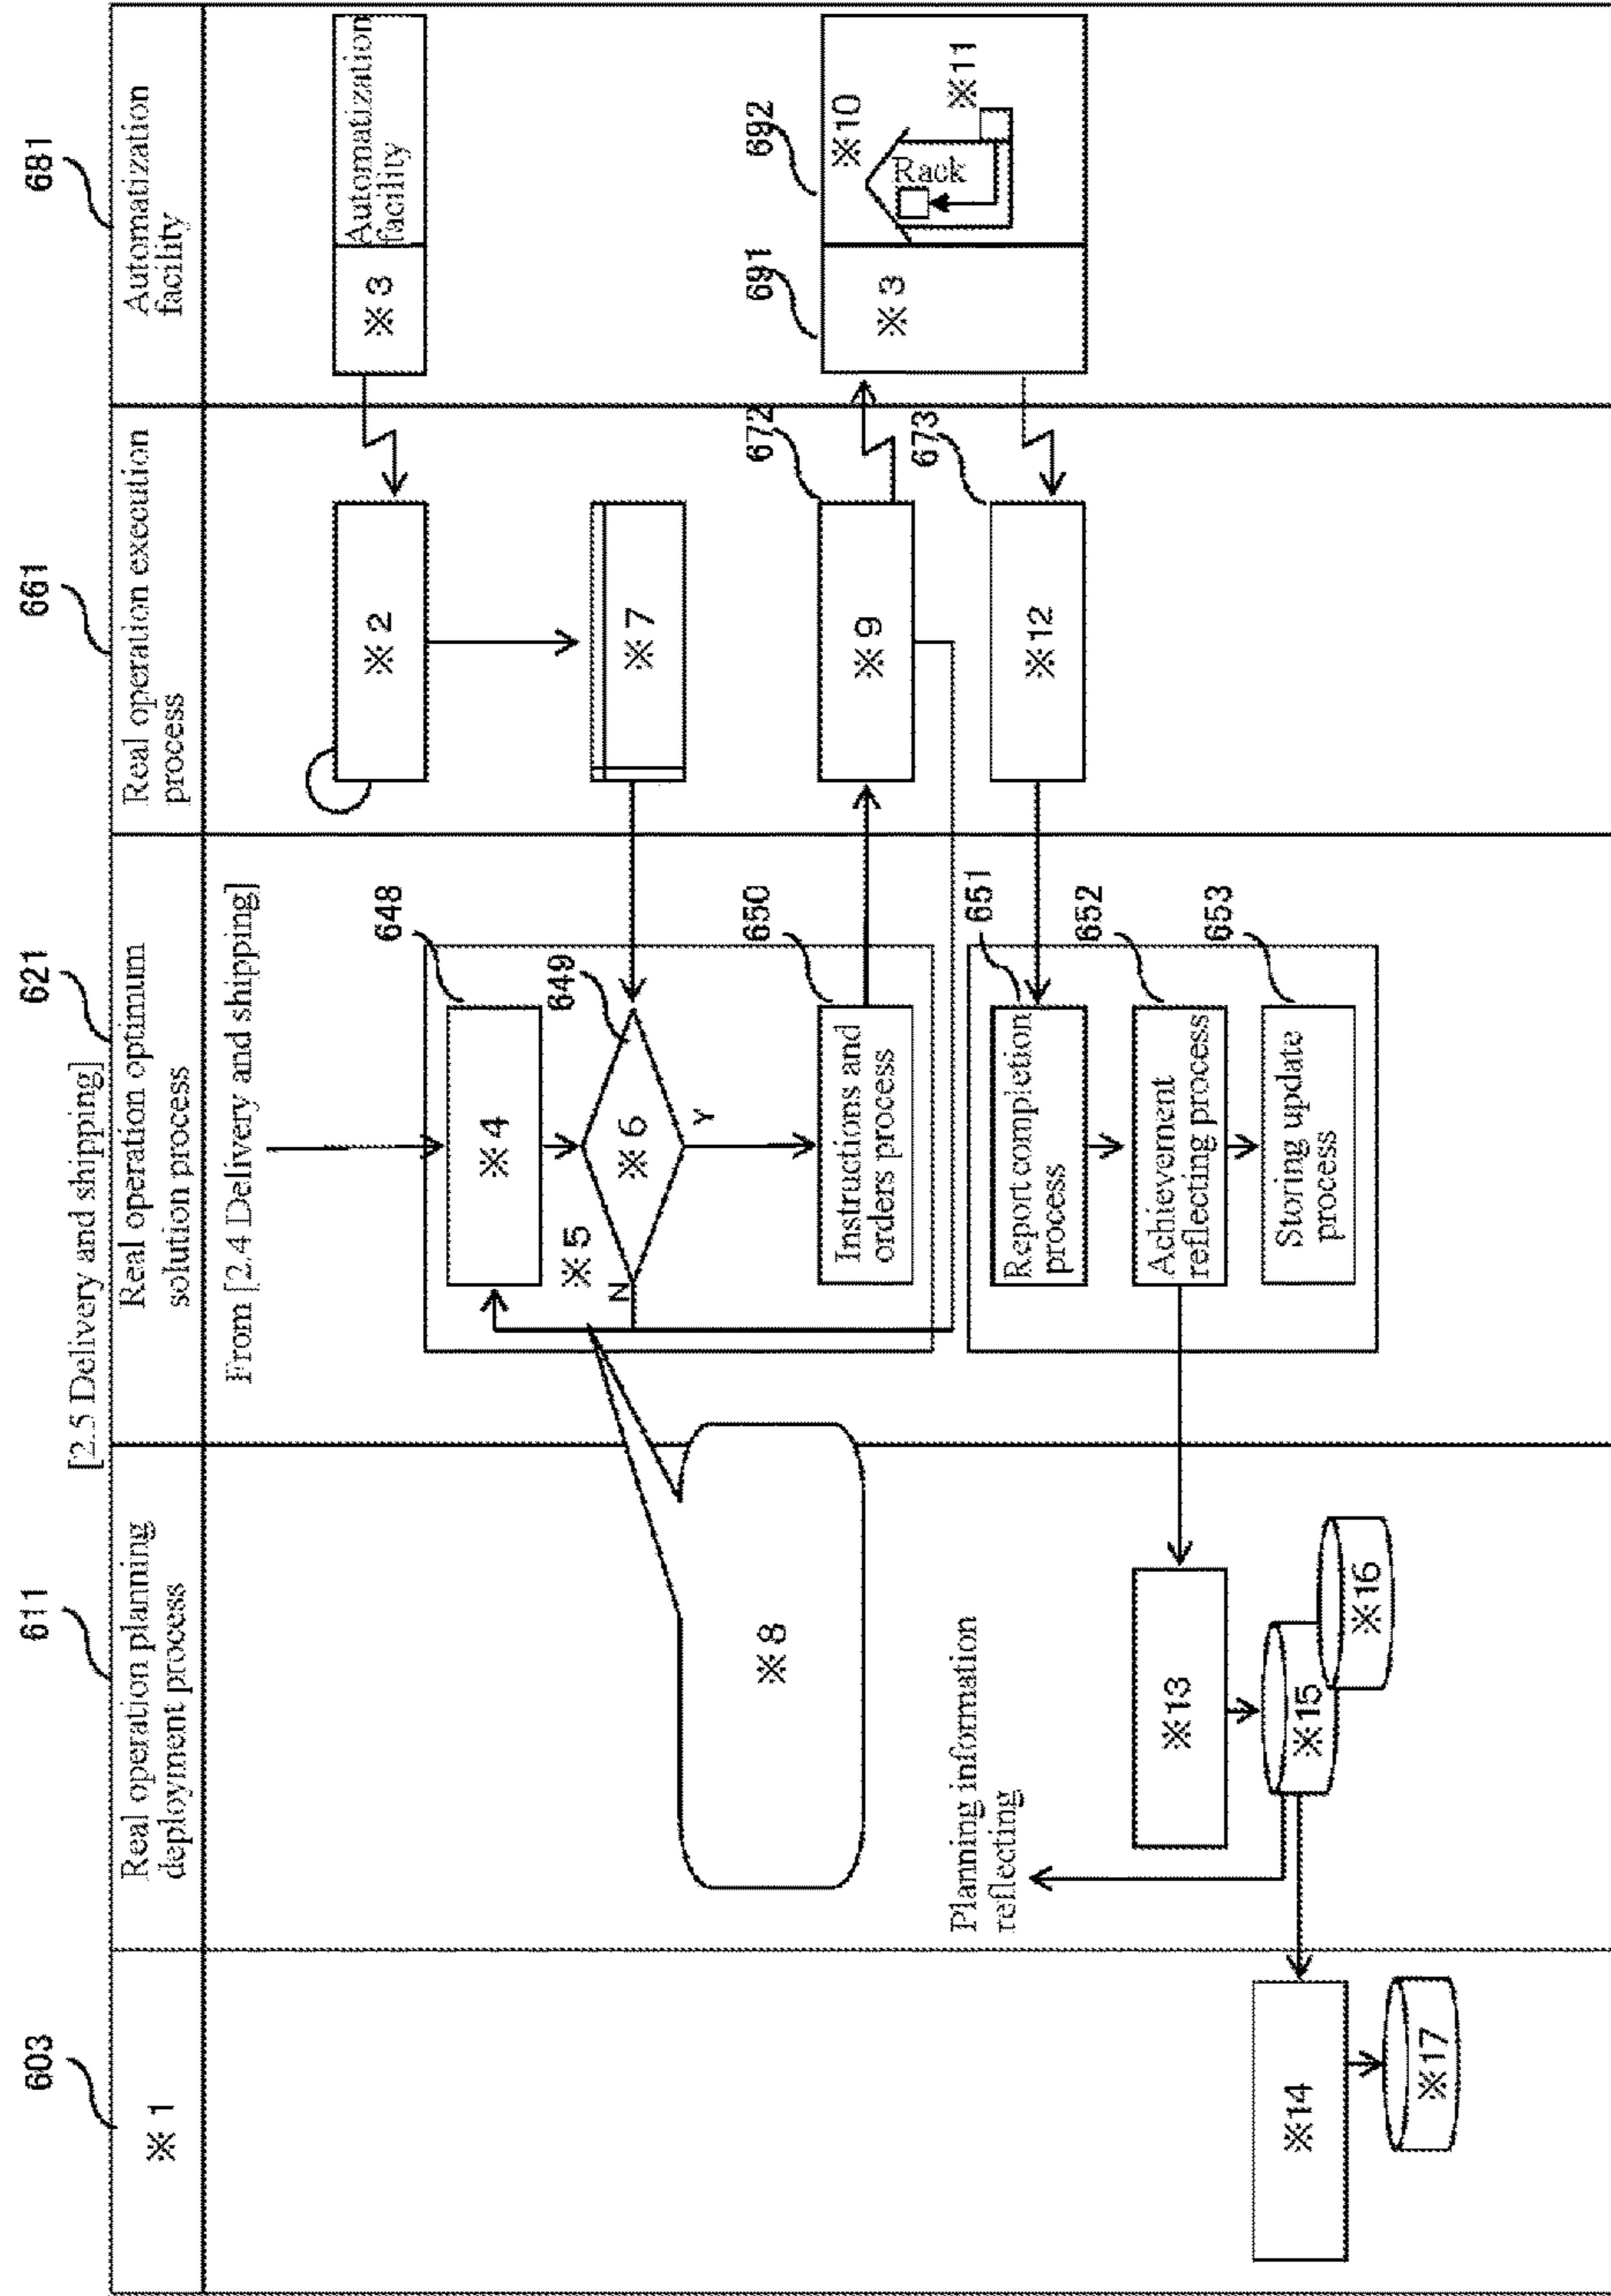 [2.5 Delivery and shipping]
603
611
621
661
681
※1
Real operation planning
deployment process
Real operation optimum
solution process
Real operation execution
process
Automatization
facility
From [2.4 Delivery and shipping]
※2
※3
Automatization
facility
648
※4
※5
649
※6
N
Y
※7
※8
650
Instructions and
orders process
672
※9
691
※3
692
※10
Rack
※11
673
※12
651
Report completion
process
652
Achievement
reflecting process
653
Storing update
process
Planning information
reflecting
※13
※14
※15
※16
※17